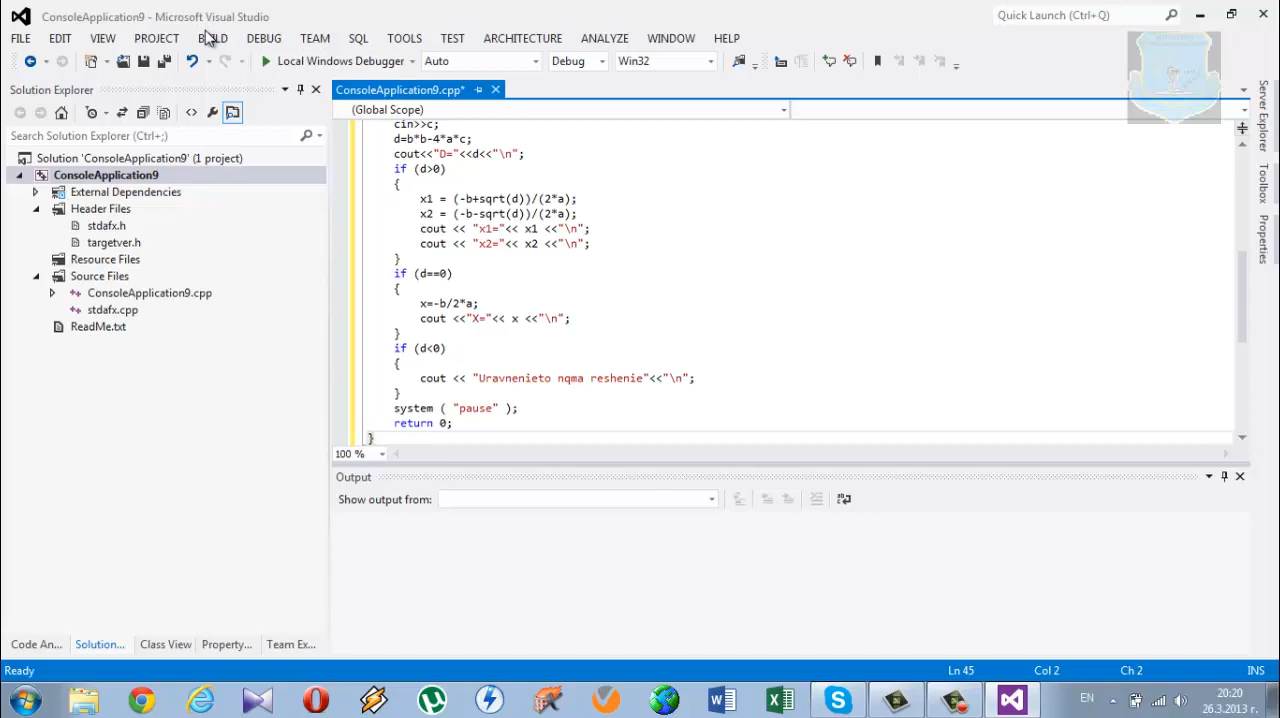 ConsoleApplication9 - Microsoft Visual Studio
Quick Launch (Ctrl+Q)
FILE EDIT VIEW PROJECT BUILD DEBUG TEAM SQL TOOLS TEST ARCHITECTURE ANALYZE WINDOW HELP
Local Windows Debugger Auto Debug Win32
Solution Explorer
Search Solution Explorer (Ctrl+;)
Solution 'ConsoleApplication9' (1 project)
ConsoleApplication9
External Dependencies
Header Files
stdafx.h
targetver.h
Resource Files
Source Files
ConsoleApplication9.cpp
stdafx.cpp
ReadMe.txt
Code An... Solution... Class View Property... Team Ex...
ConsoleApplication9.cpp*
(Global Scope)
cin>>c;
d=b*b-4*a*c;
cout<<"D="<<d<<"\n";
if (d>0)
{
x1 = (-b+sqrt(d))/(2*a);
x2 = (-b-sqrt(d))/(2*a);
cout << "x1="<< x1 <<"\n";
cout << "x2="<< x2 <<"\n";
}
if (d==0)
{
x=-b/2*a;
cout <<"X="<< x <<"\n";
}
if (d<0)
{
cout << "Uravnenieto nqma reshenie"<<"\n";
}
system ( "pause" );
return 0;
}
100 %
Output
Show output from:
Server Explorer
Toolbox
Properties
Ready Ln 45 Col 2 Ch 2 INS
EN
20:20
26.3.2013 г.